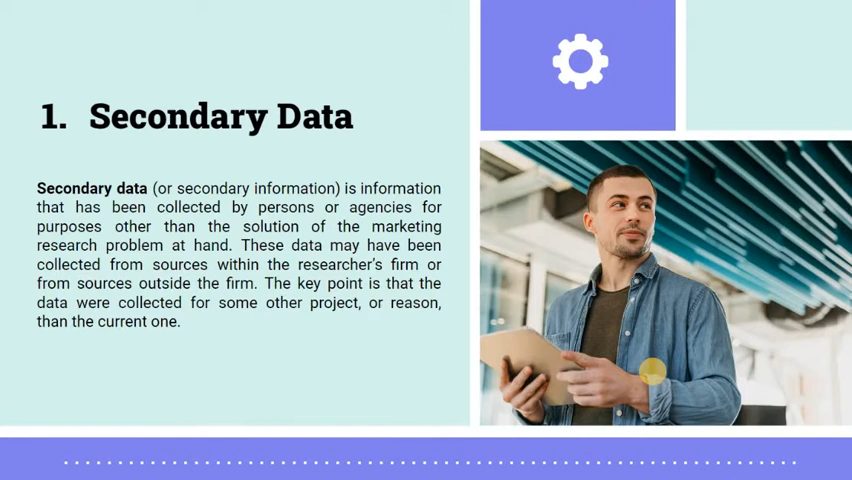 1. Secondary Data
Secondary data (or secondary information) is information
that has been collected by persons or agencies for
purposes other than the solution of the marketing
research problem at hand. These data may have been
collected from sources within the researcher's firm or
from sources outside the firm. The key point is that the
data were collected for some other project, or reason,
than the current one.